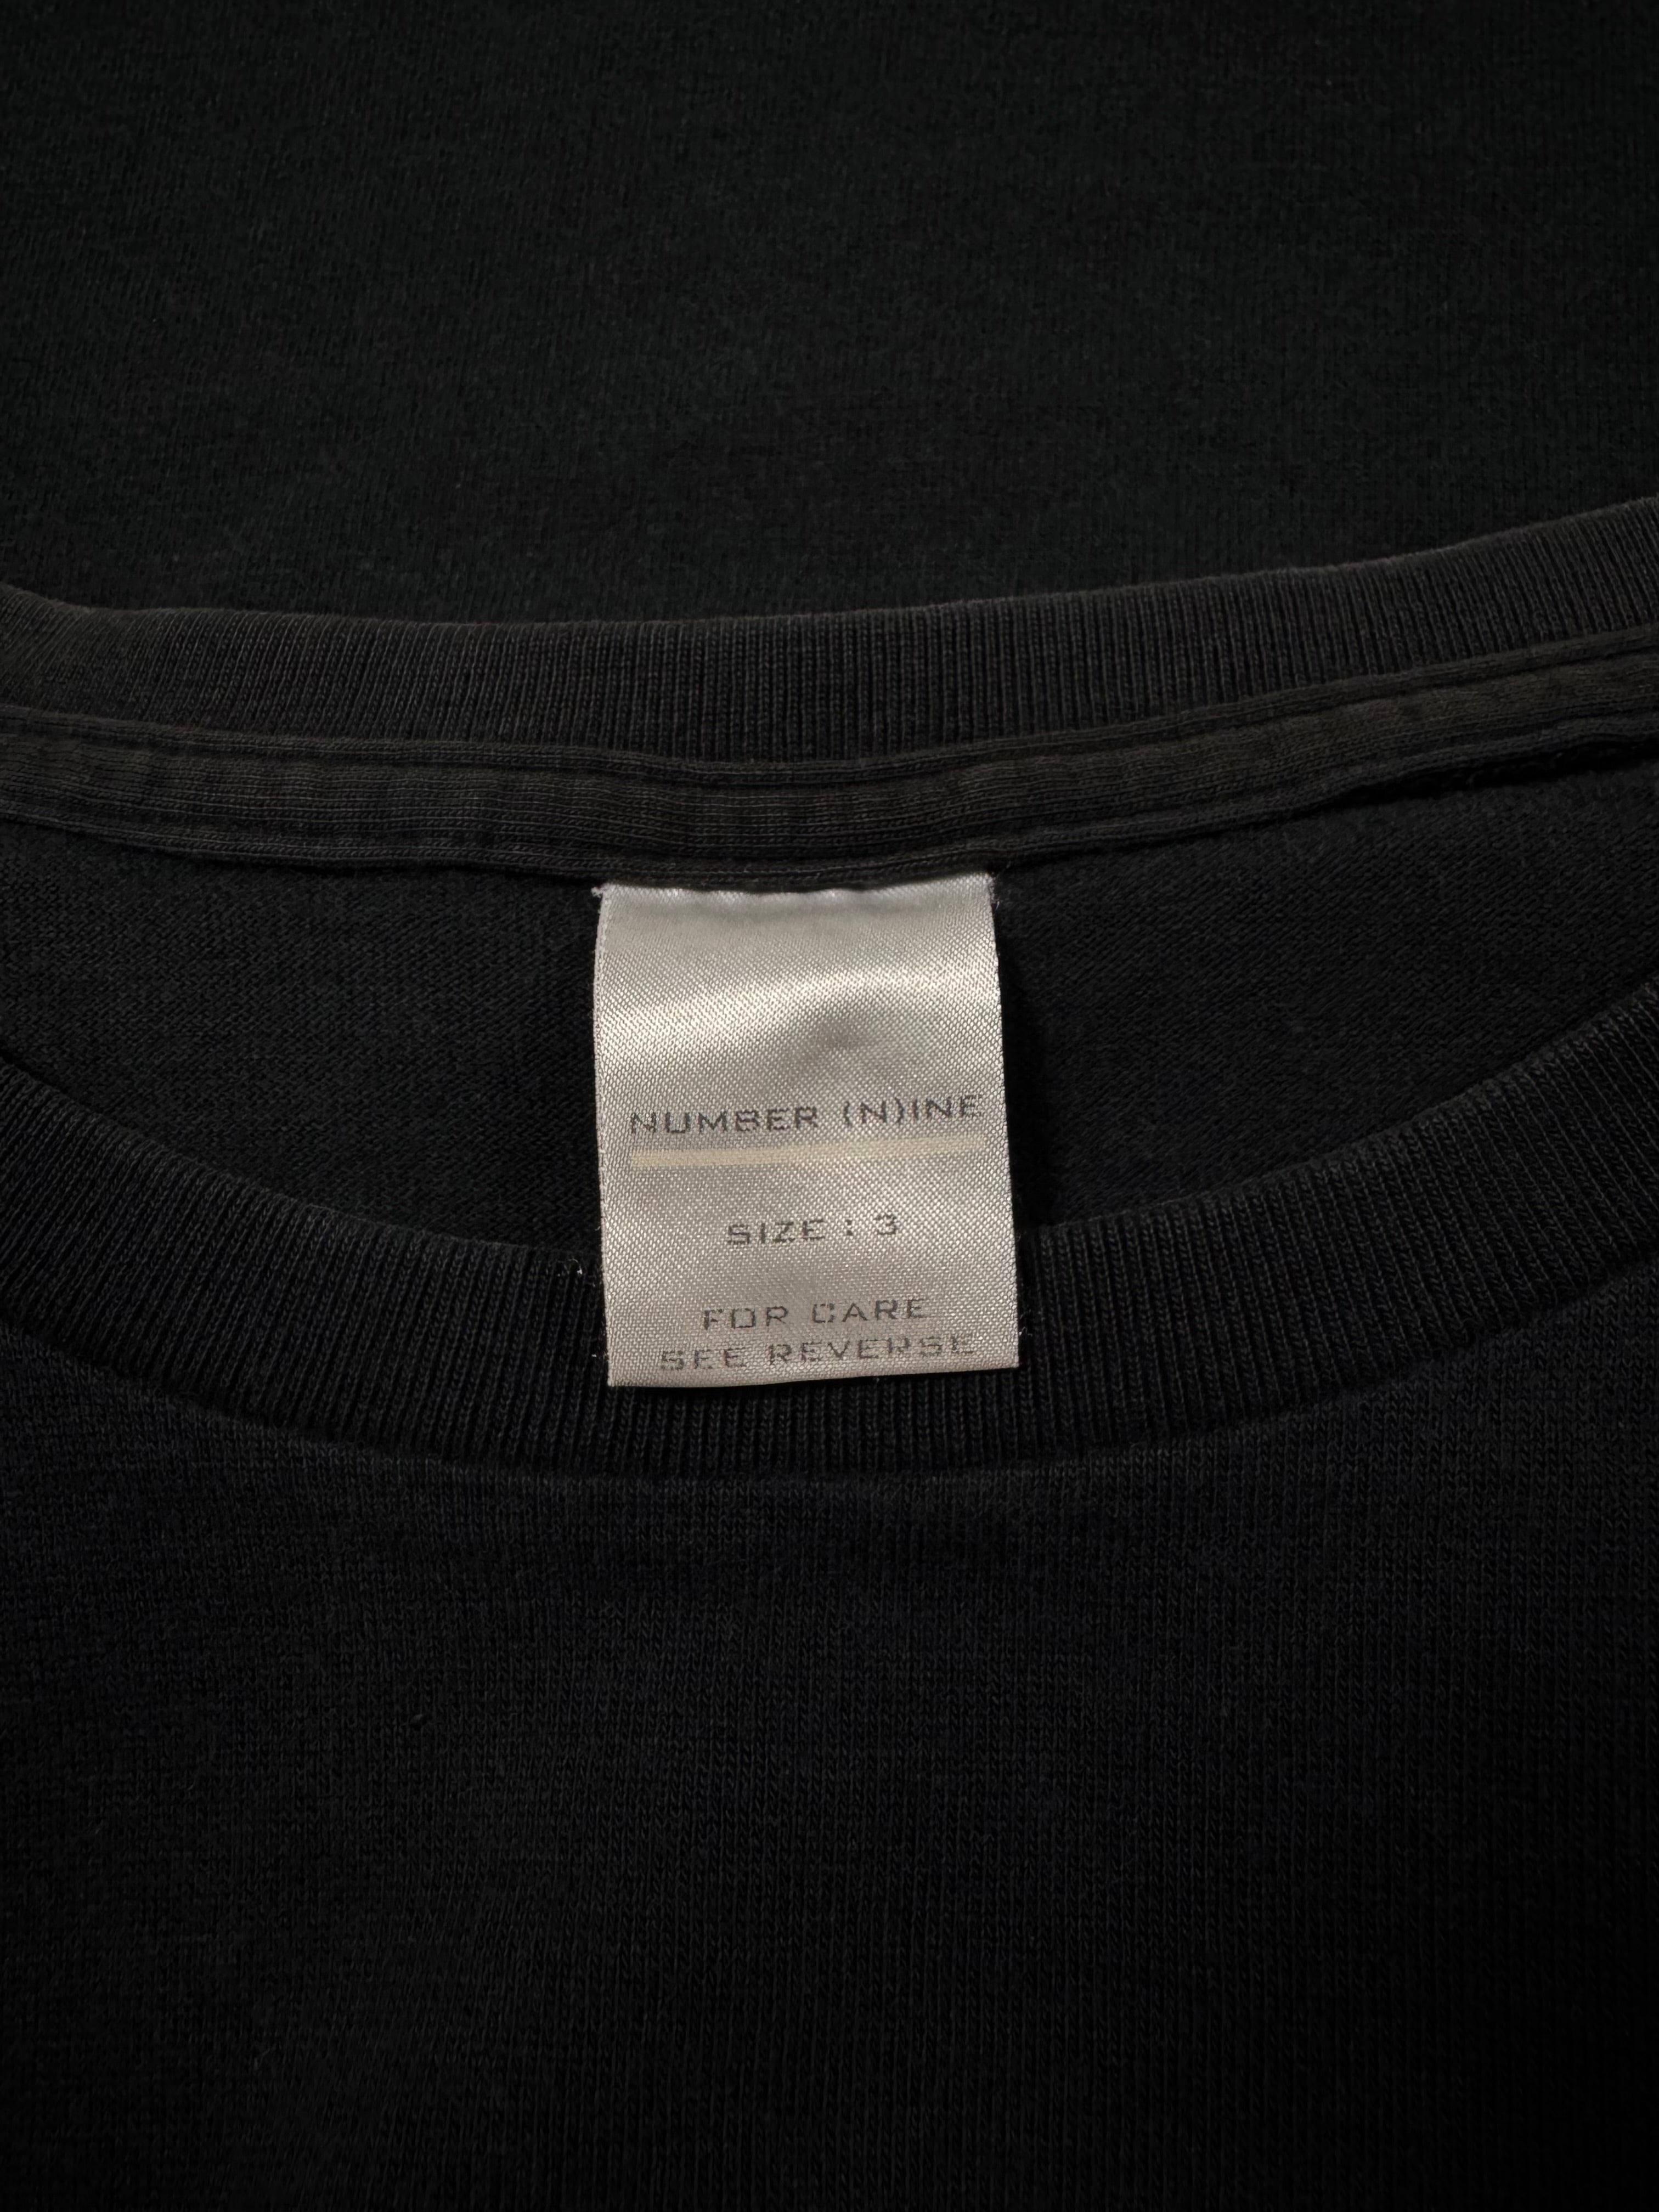 NUMBER (N)INE
SIZE : 3
FOR CARE
SEE REVERSE